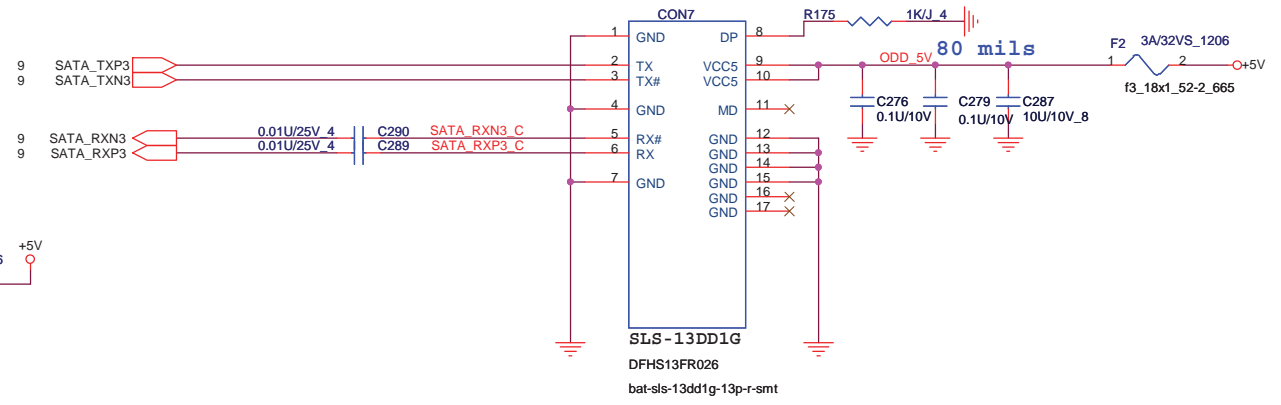 CON7
R175 1K/J_4
1 GND DP 8
80 mils
F2 3A/32VS_1206
9 SATA_TXP3 2 TX VCC5 9 ODD_5V 1 2 +5V
9 SATA_TXN3 3 TX# VCC5 10
f3_18x1_52-2_665
C276 C279 C287
0.1U/10V 0.1U/10V 10U/10V_8
4 GND MD 11
9 SATA_RXN3 0.01U/25V_4 C290 SATA_RXN3_C 5 RX# GND 12
9 SATA_RXP3 0.01U/25V_4 C289 SATA_RXP3_C 6 RX GND 13
GND 14
7 GND GND 15
GND 16
GND 17
+5V
6
SLS-13DD1G
DFHS13FR026
bat-sls-13dd1g-13p-r-smt